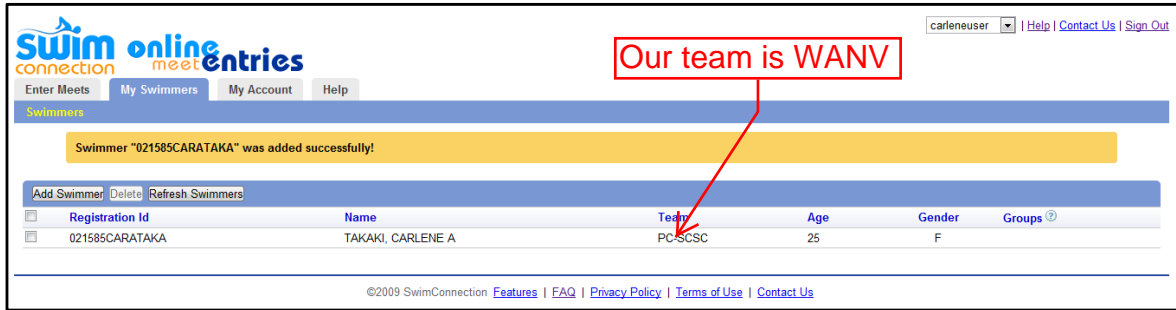 carleneuser | Help | Contact Us | Sign Out
swim connection online meet entries
Our team is WANV
Enter Meets My Swimmers My Account Help
Swimmers
Swimmer "021585CARATAKA" was added successfully!
Add Swimmer Delete Refresh Swimmers
Registration Id Name Team Age Gender Groups ?
021585CARATAKA TAKAKI, CARLENE A PC-SCSC 25 F
©2009 SwimConnection Features | FAQ | Privacy Policy | Terms of Use | Contact Us